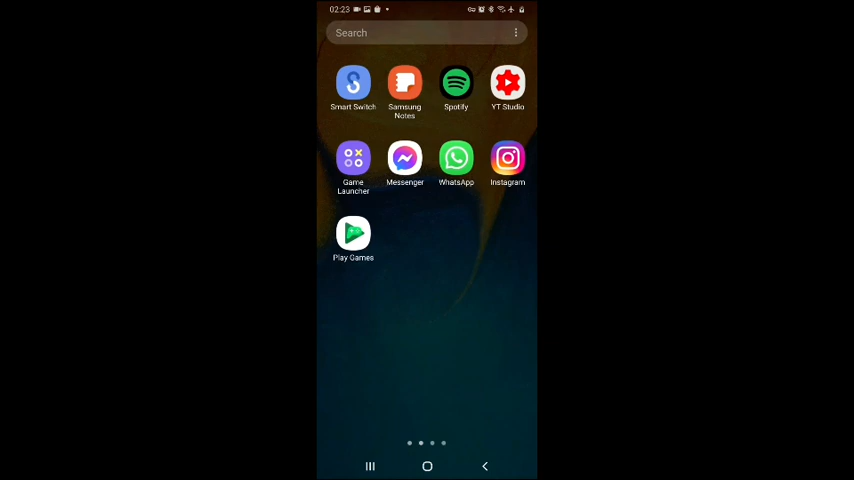 02:23
Search
Smart Switch
Samsung Notes
Spotify
YT Studio
Game Launcher
Messenger
WhatsApp
Instagram
Play Games